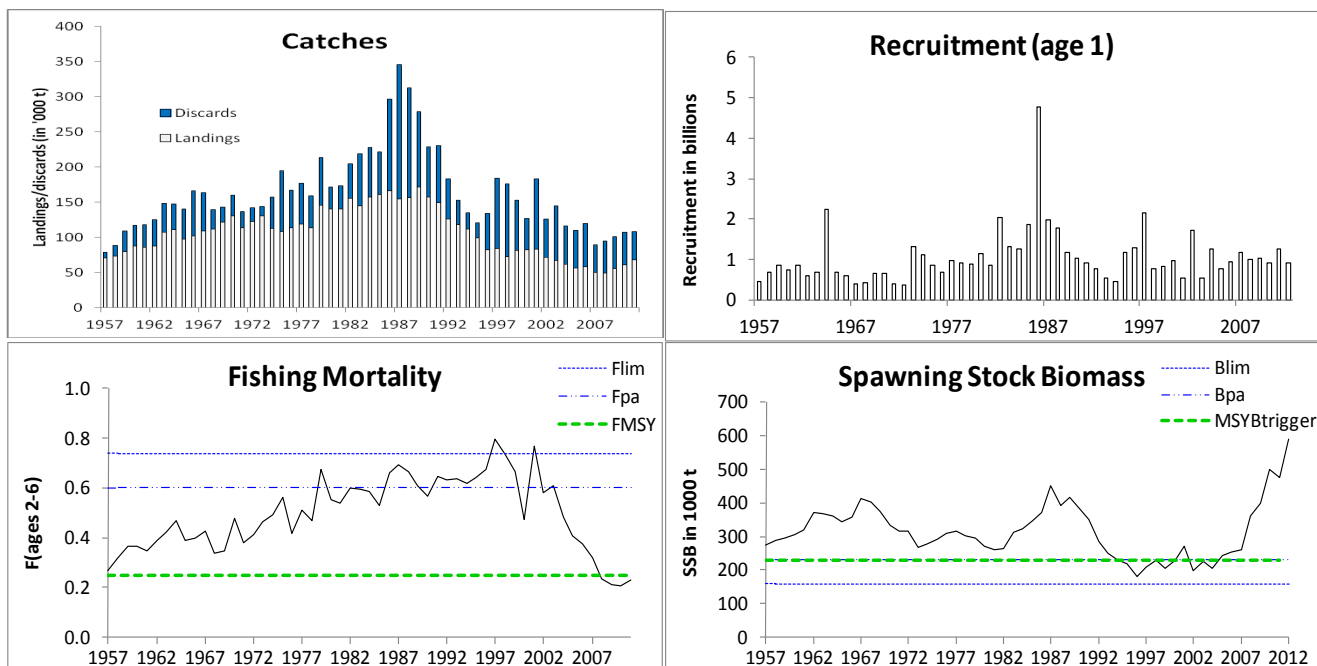 Catches
Landings/discards (in '000 t)
400
350
300
250
200
150
100
50
0
Discards
Landings
1957 1962 1967 1972 1977 1982 1987 1992 1997 2002 2007
Recruitment (age 1)
Recruitment in billions
6
5
4
3
2
1
0
1957 1967 1977 1987 1997 2007
Fishing Mortality
Flim
Fpa
FMSY
F(ages 2-6)
1.0
0.8
0.6
0.4
0.2
0.0
1957 1962 1967 1972 1977 1982 1987 1992 1997 2002 2007
Spawning Stock Biomass
Blim
Bpa
MSYBtrigger
SSB in 1000 t
700
600
500
400
300
200
100
0
1957 1962 1967 1972 1977 1982 1987 1992 1997 2002 2007 2012